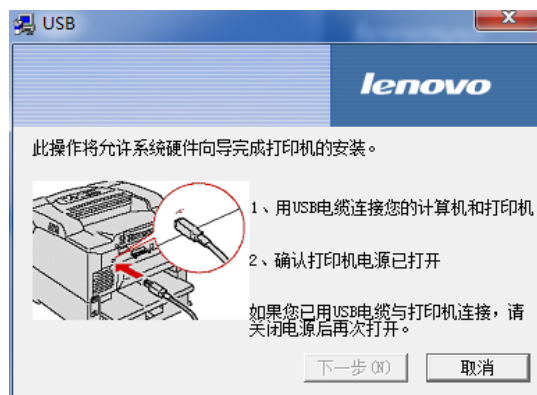 USB
lenovo
此操作将允许系统硬件向导完成打印机的安装。
1、用USB电缆连接您的计算机和打印机
2、确认打印机电源已打开
如果您已用USB电缆与打印机连接，请
关闭电源后再次打开。
下一步(N)
取消